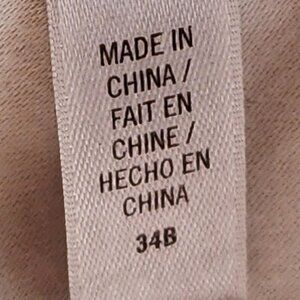 MADE IN
CHINA /
FAIT EN
CHINE /
HECHO EN
CHINA
34B